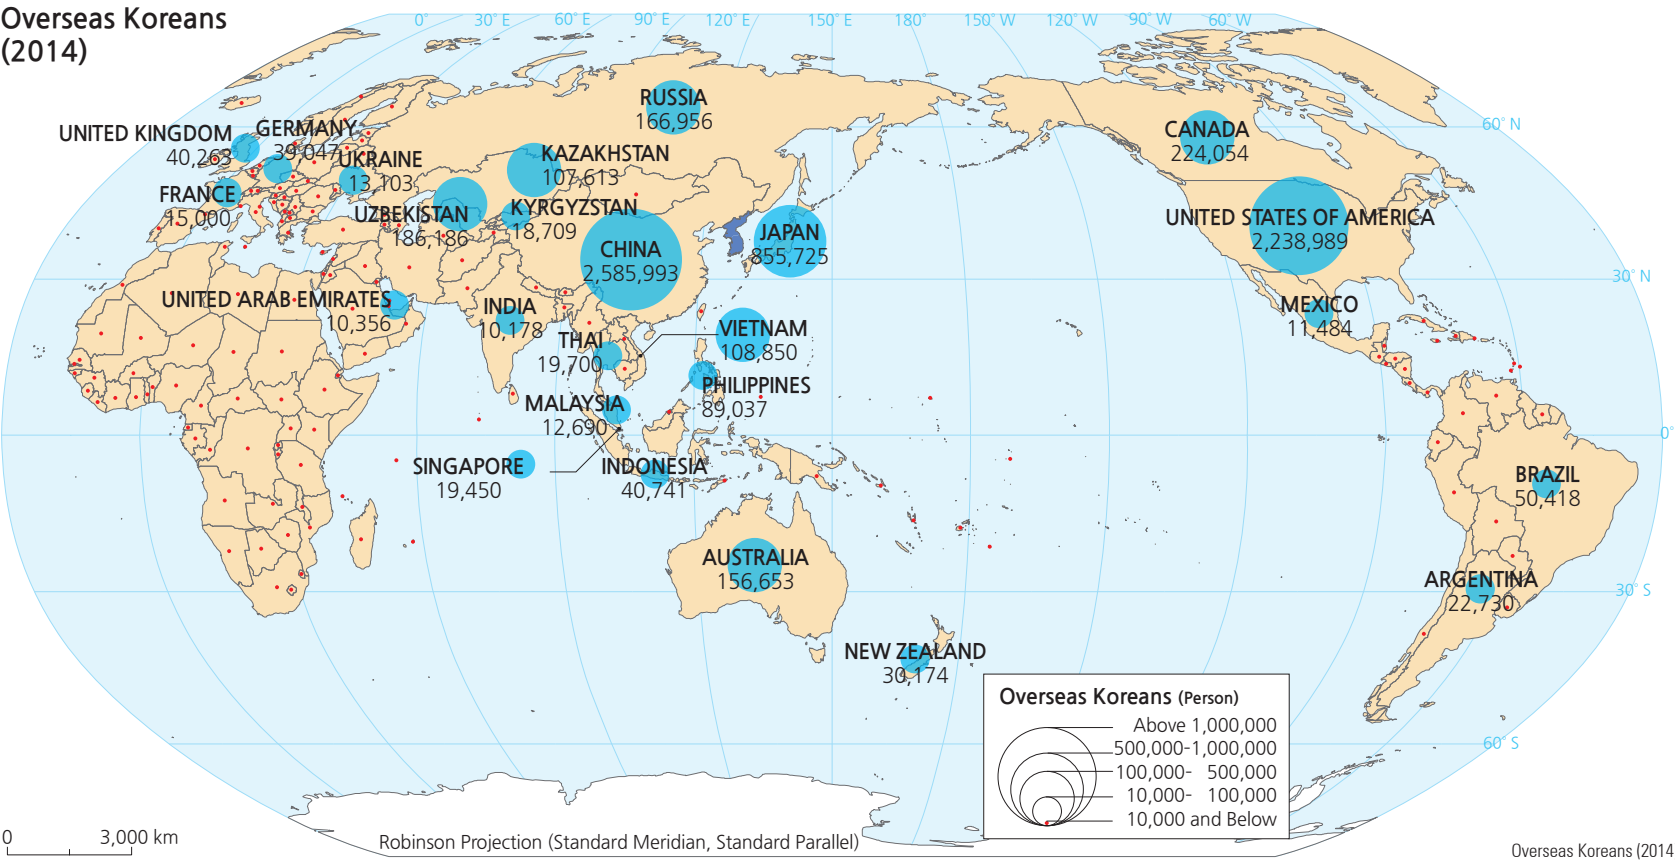 Overseas Koreans
(2014)
0°
30° E
60° E
90° E
120° E
150° E
180°
150° W
120° W
90° W
60° W
60° N
30° N
0°
30° S
60° S
RUSSIA
166,956
UNITED KINGDOM
40,263
GERMANY
39,047
UKRAINE
13,103
FRANCE
15,000
KAZAKHSTAN
107,613
UZBEKISTAN
186,186
KYRGYZSTAN
18,709
CHINA
2,585,993
JAPAN
855,725
CANADA
224,054
UNITED STATES OF AMERICA
2,238,989
MEXICO
11,484
UNITED ARAB EMIRATES
10,356
INDIA
10,178
THAI
19,700
VIETNAM
108,850
PHILIPPINES
89,037
MALAYSIA
12,690
SINGAPORE
19,450
INDONESIA
40,741
BRAZIL
50,418
AUSTRALIA
156,653
ARGENTINA
22,730
NEW ZEALAND
30,174
Overseas Koreans (Person)
Above 1,000,000
500,000-1,000,000
100,000- 500,000
10,000- 100,000
10,000 and Below
0 3,000 km
Robinson Projection (Standard Meridian, Standard Parallel)
Overseas Koreans (2014